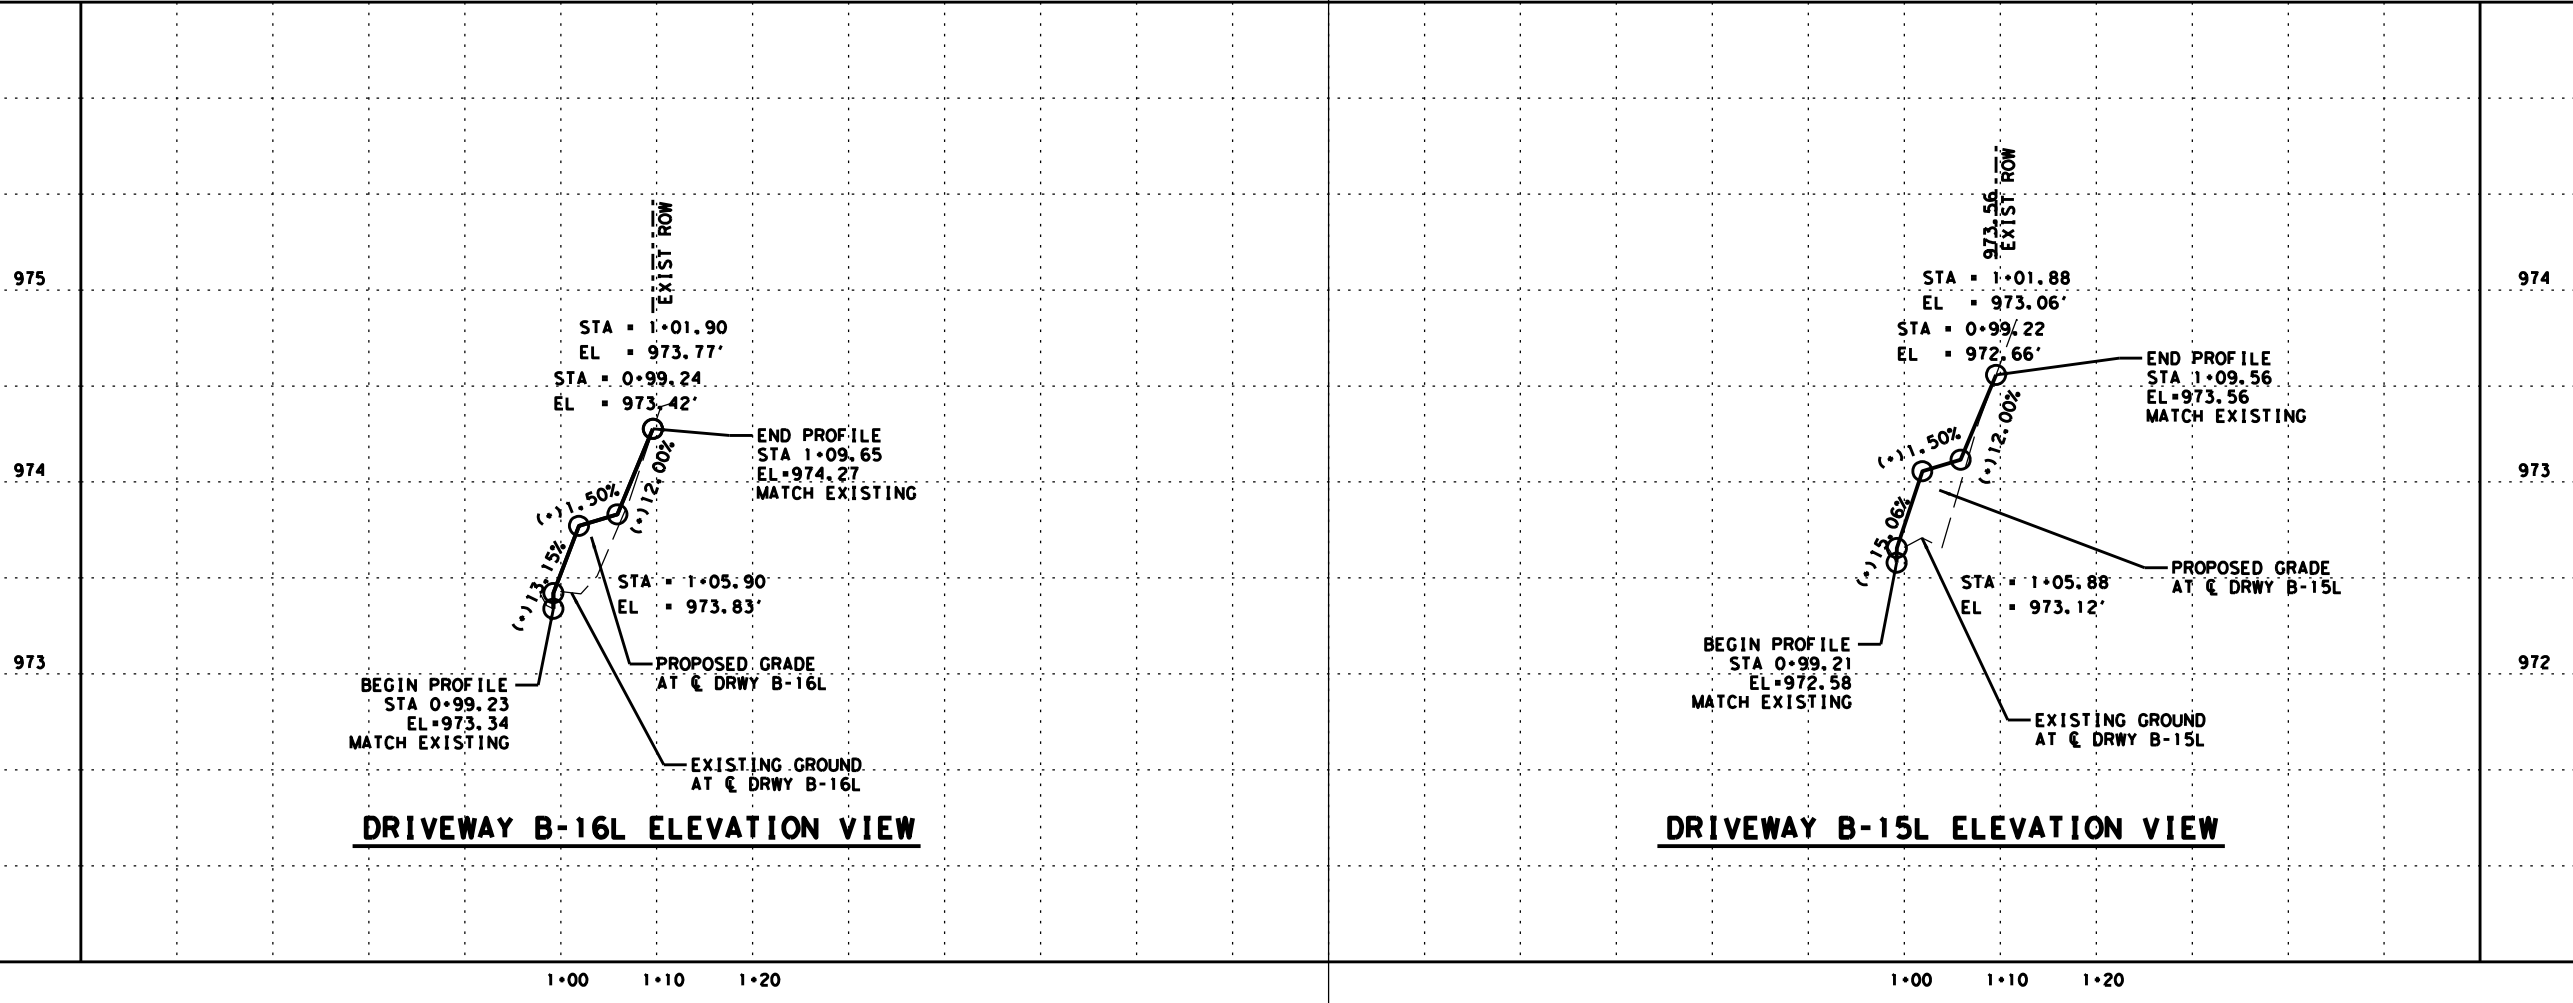 975
974
973
EXIST ROW
STA = 1+01.90
EL = 973.77'
STA = 0+99.24
EL = 973.42'
END PROFILE
STA 1+09.65
EL=974.27
MATCH EXISTING
(+)1.50%
(+)12.00%
(+)13.15%
STA = 1+05.90
EL = 973.83'
PROPOSED GRADE
AT ℄ DRWY B-16L
BEGIN PROFILE
STA 0+99.23
EL=973.34
MATCH EXISTING
EXISTING GROUND
AT ℄ DRWY B-16L
DRIVEWAY B-16L ELEVATION VIEW
1+00 1+10 1+20
973.56
EXIST ROW
STA = 1+01.88
EL = 973.06'
STA = 0+99.22
EL = 972.66'
END PROFILE
STA 1+09.56
EL=973.56
MATCH EXISTING
(+)1.50%
(+)12.00%
(+)15.06%
PROPOSED GRADE
AT ℄ DRWY B-15L
STA = 1+05.88
EL = 973.12'
BEGIN PROFILE
STA 0+99.21
EL=972.58
MATCH EXISTING
EXISTING GROUND
AT ℄ DRWY B-15L
DRIVEWAY B-15L ELEVATION VIEW
1+00 1+10 1+20
974
973
972